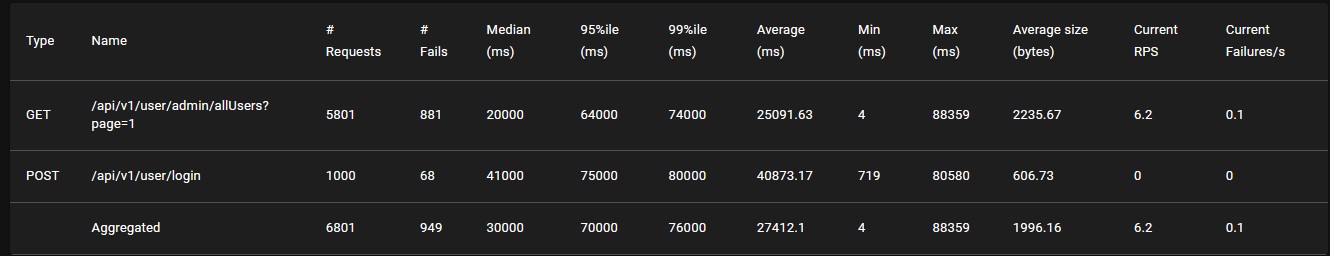 Type Name # Requests # Fails Median (ms) 95%ile (ms) 99%ile (ms) Average (ms) Min (ms) Max (ms) Average size (bytes) Current RPS Current Failures/s
GET /api/v1/user/admin/allUsers?page=1 5801 881 20000 64000 74000 25091.63 4 88359 2235.67 6.2 0.1
POST /api/v1/user/login 1000 68 41000 75000 80000 40873.17 719 80580 606.73 0 0
Aggregated 6801 949 30000 70000 76000 27412.1 4 88359 1996.16 6.2 0.1